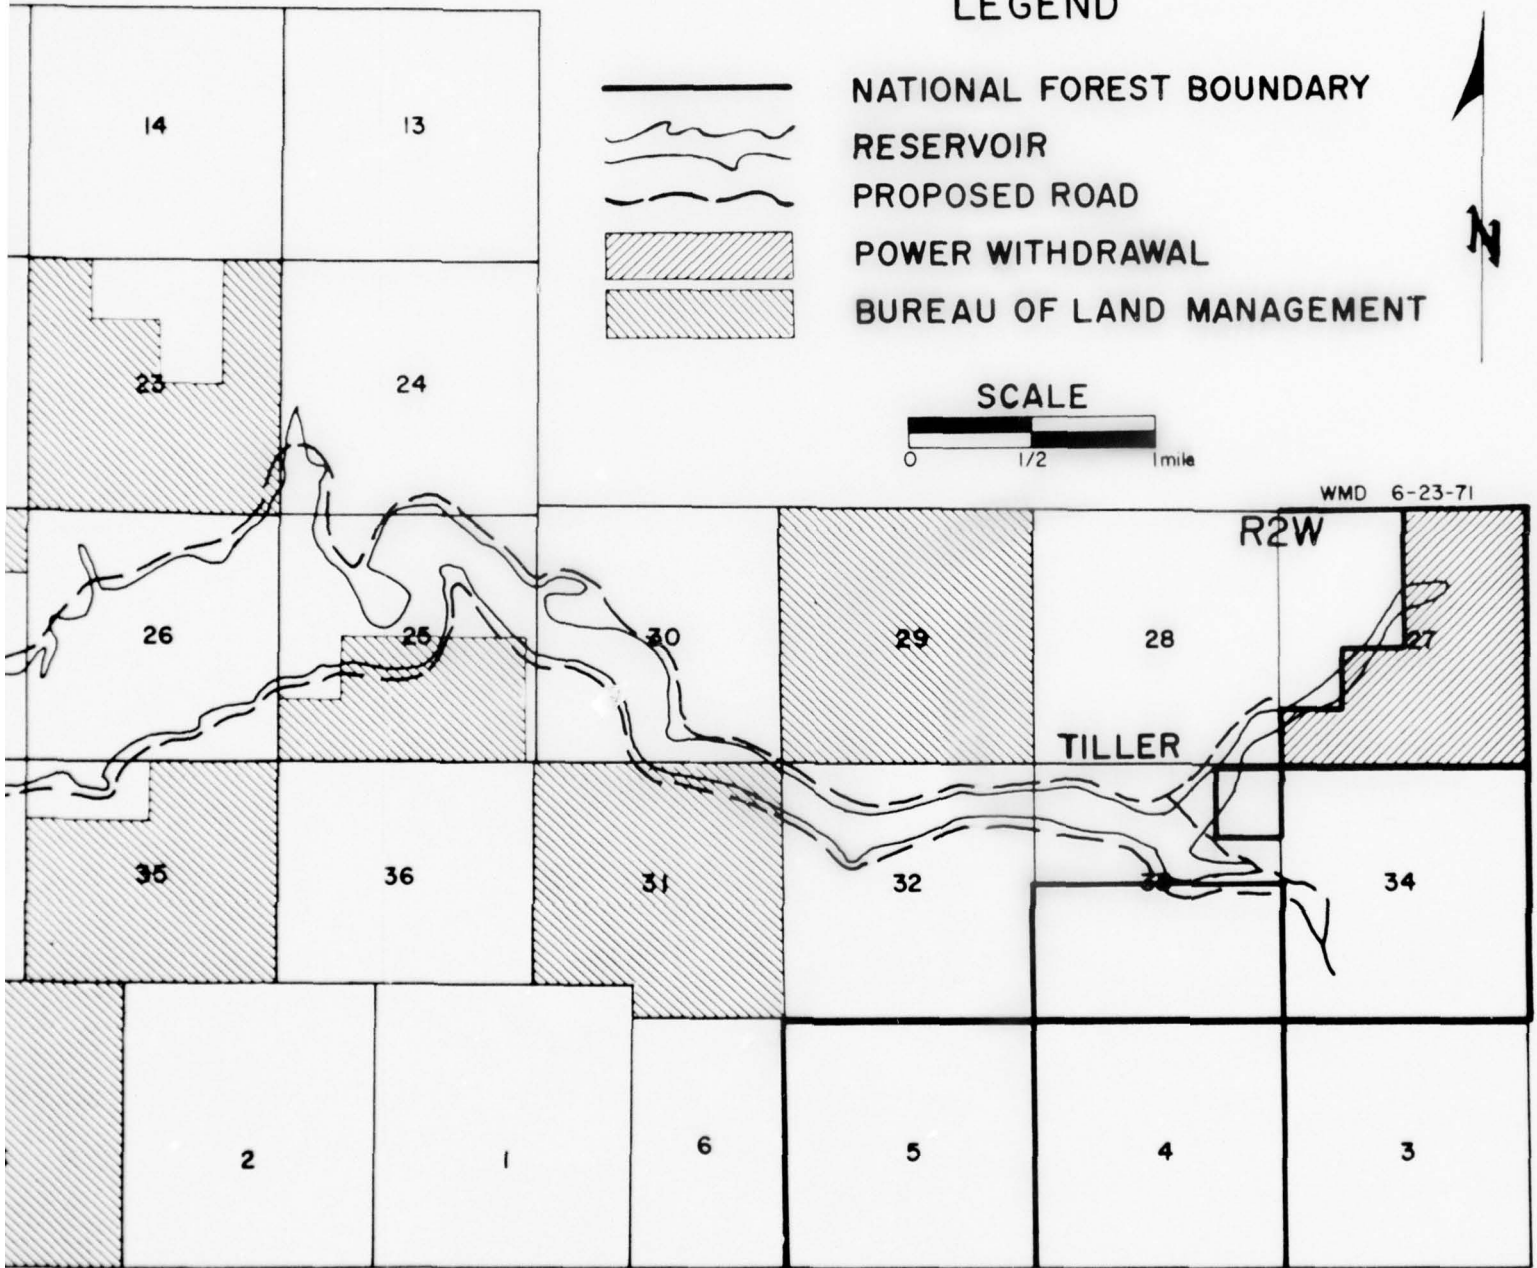 LEGEND
NATIONAL FOREST BOUNDARY
RESERVOIR
PROPOSED ROAD
POWER WITHDRAWAL
BUREAU OF LAND MANAGEMENT
N
SCALE
0 1/2 1mile
WMD 6-23-71
R2W
14 13
23 24
26 25 30 29 28 27
TILLER
35 36 31 32 33 34
2 1 6 5 4 3